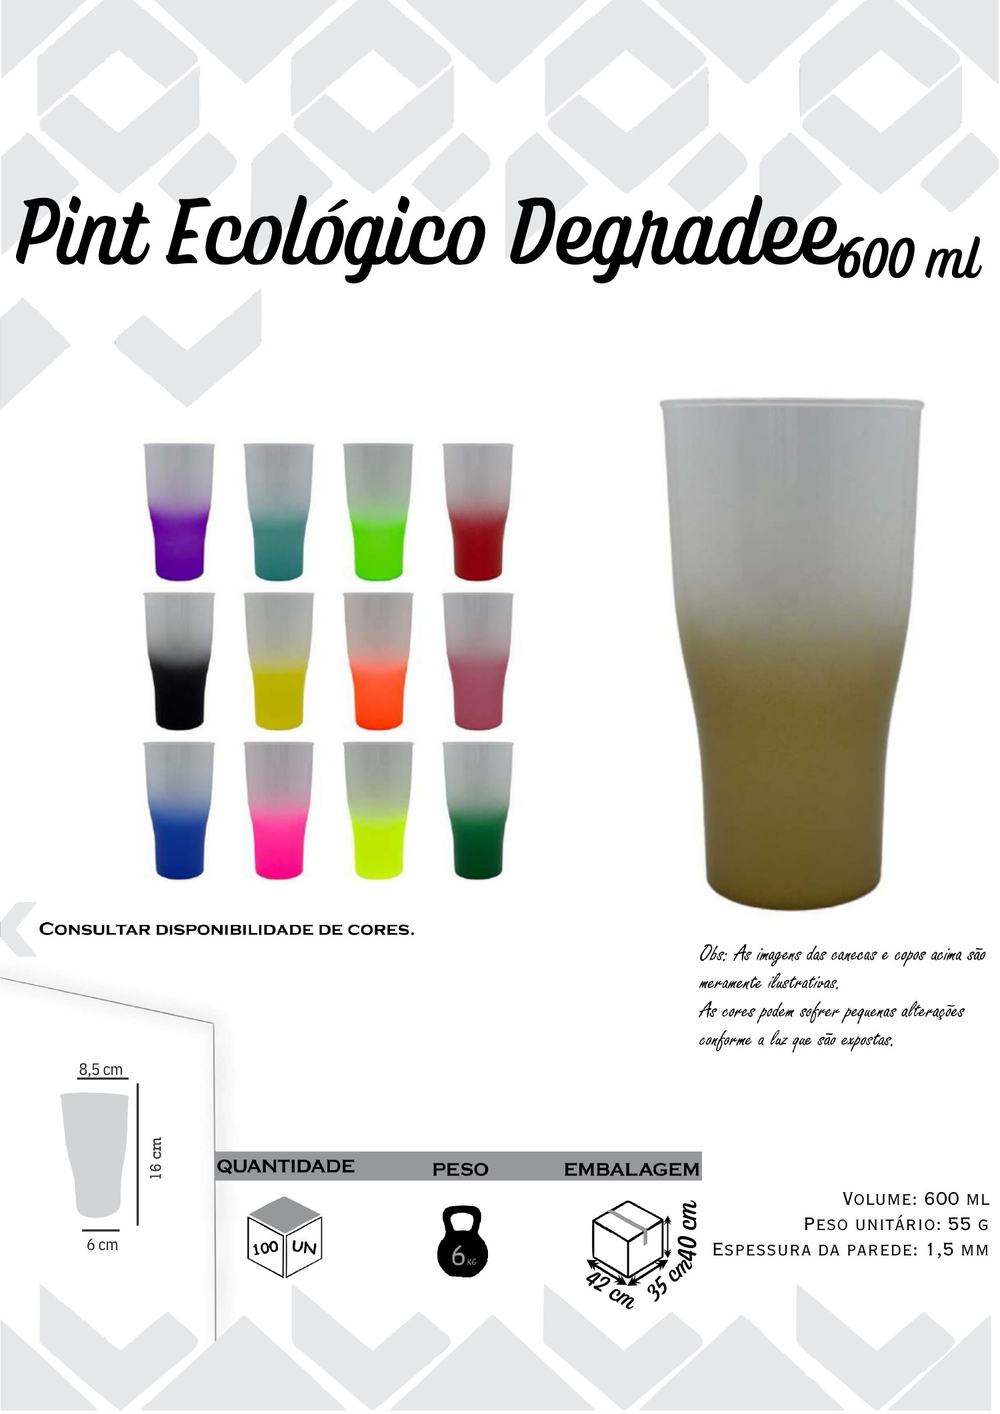 Pint Ecológico Degradee 600 ml
Consultar disponibilidade de cores.
Obs: As imagens das canecas e copos acima são
meramente ilustrativas.
As cores podem sofrer pequenas alterações
conforme a luz que são expostas.
8,5 cm
16 cm
6 cm
QUANTIDADE
PESO
EMBALAGEM
100 UN
6 KG
42 cm
35 cm
40 cm
Volume: 600 ml
Peso unitário: 55 g
Espessura da parede: 1,5 mm